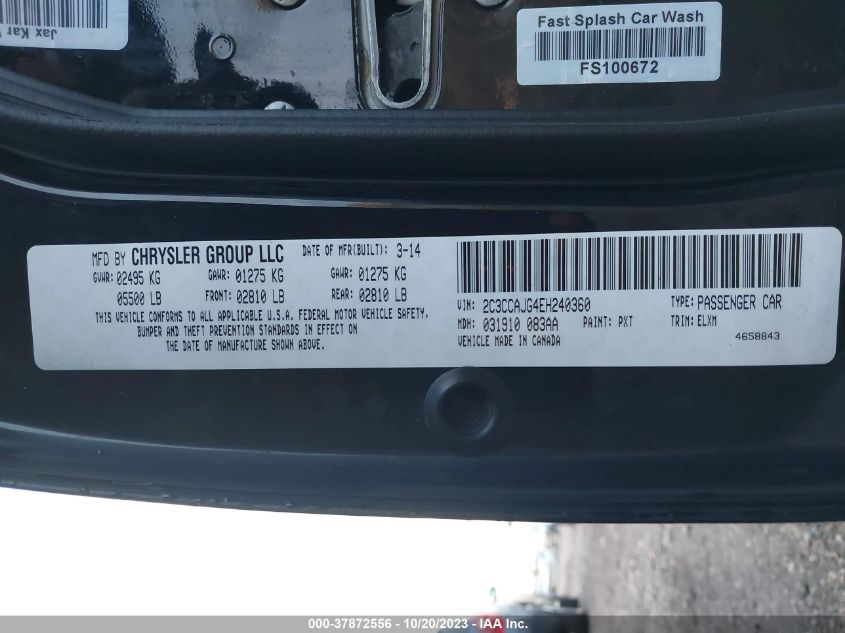 Jax Kar
Fast Splash Car Wash
FS100672
MFD BY CHRYSLER GROUP LLC DATE OF MFR(BUILT): 3-14
GVWR: 02495 KG GAWR: 01275 KG GAWR: 01275 KG
05500 LB FRONT: 02810 LB REAR: 02810 LB
THIS VEHICLE CONFORMS TO ALL APPLICABLE U.S.A. FEDERAL MOTOR VEHICLE SAFETY,
BUMPER AND THEFT PREVENTION STANDARDS IN EFFECT ON
THE DATE OF MANUFACTURE SHOWN ABOVE.
VIN: 2C3CCAJG4EH240360 TYPE: PASSENGER CAR
MDH: 031910 083AA PAINT: PXT TRIM: ELXM
VEHICLE MADE IN CANADA 4658843
000-37872556 - 10/20/2023 - IAA Inc.